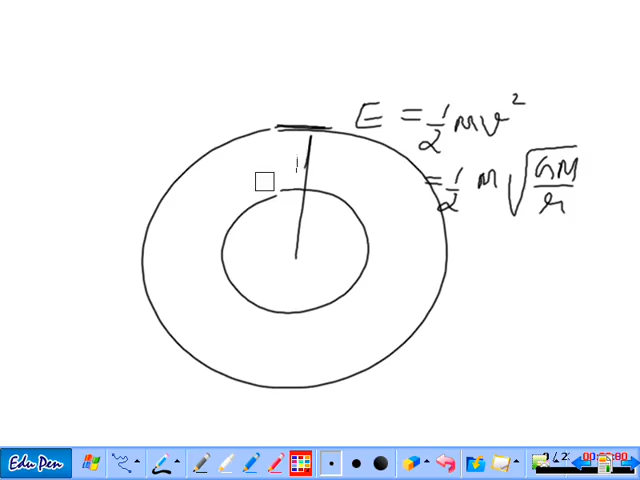 E = 1/2 mv²
= 1/2 m √(GM/r)
Edu Pen